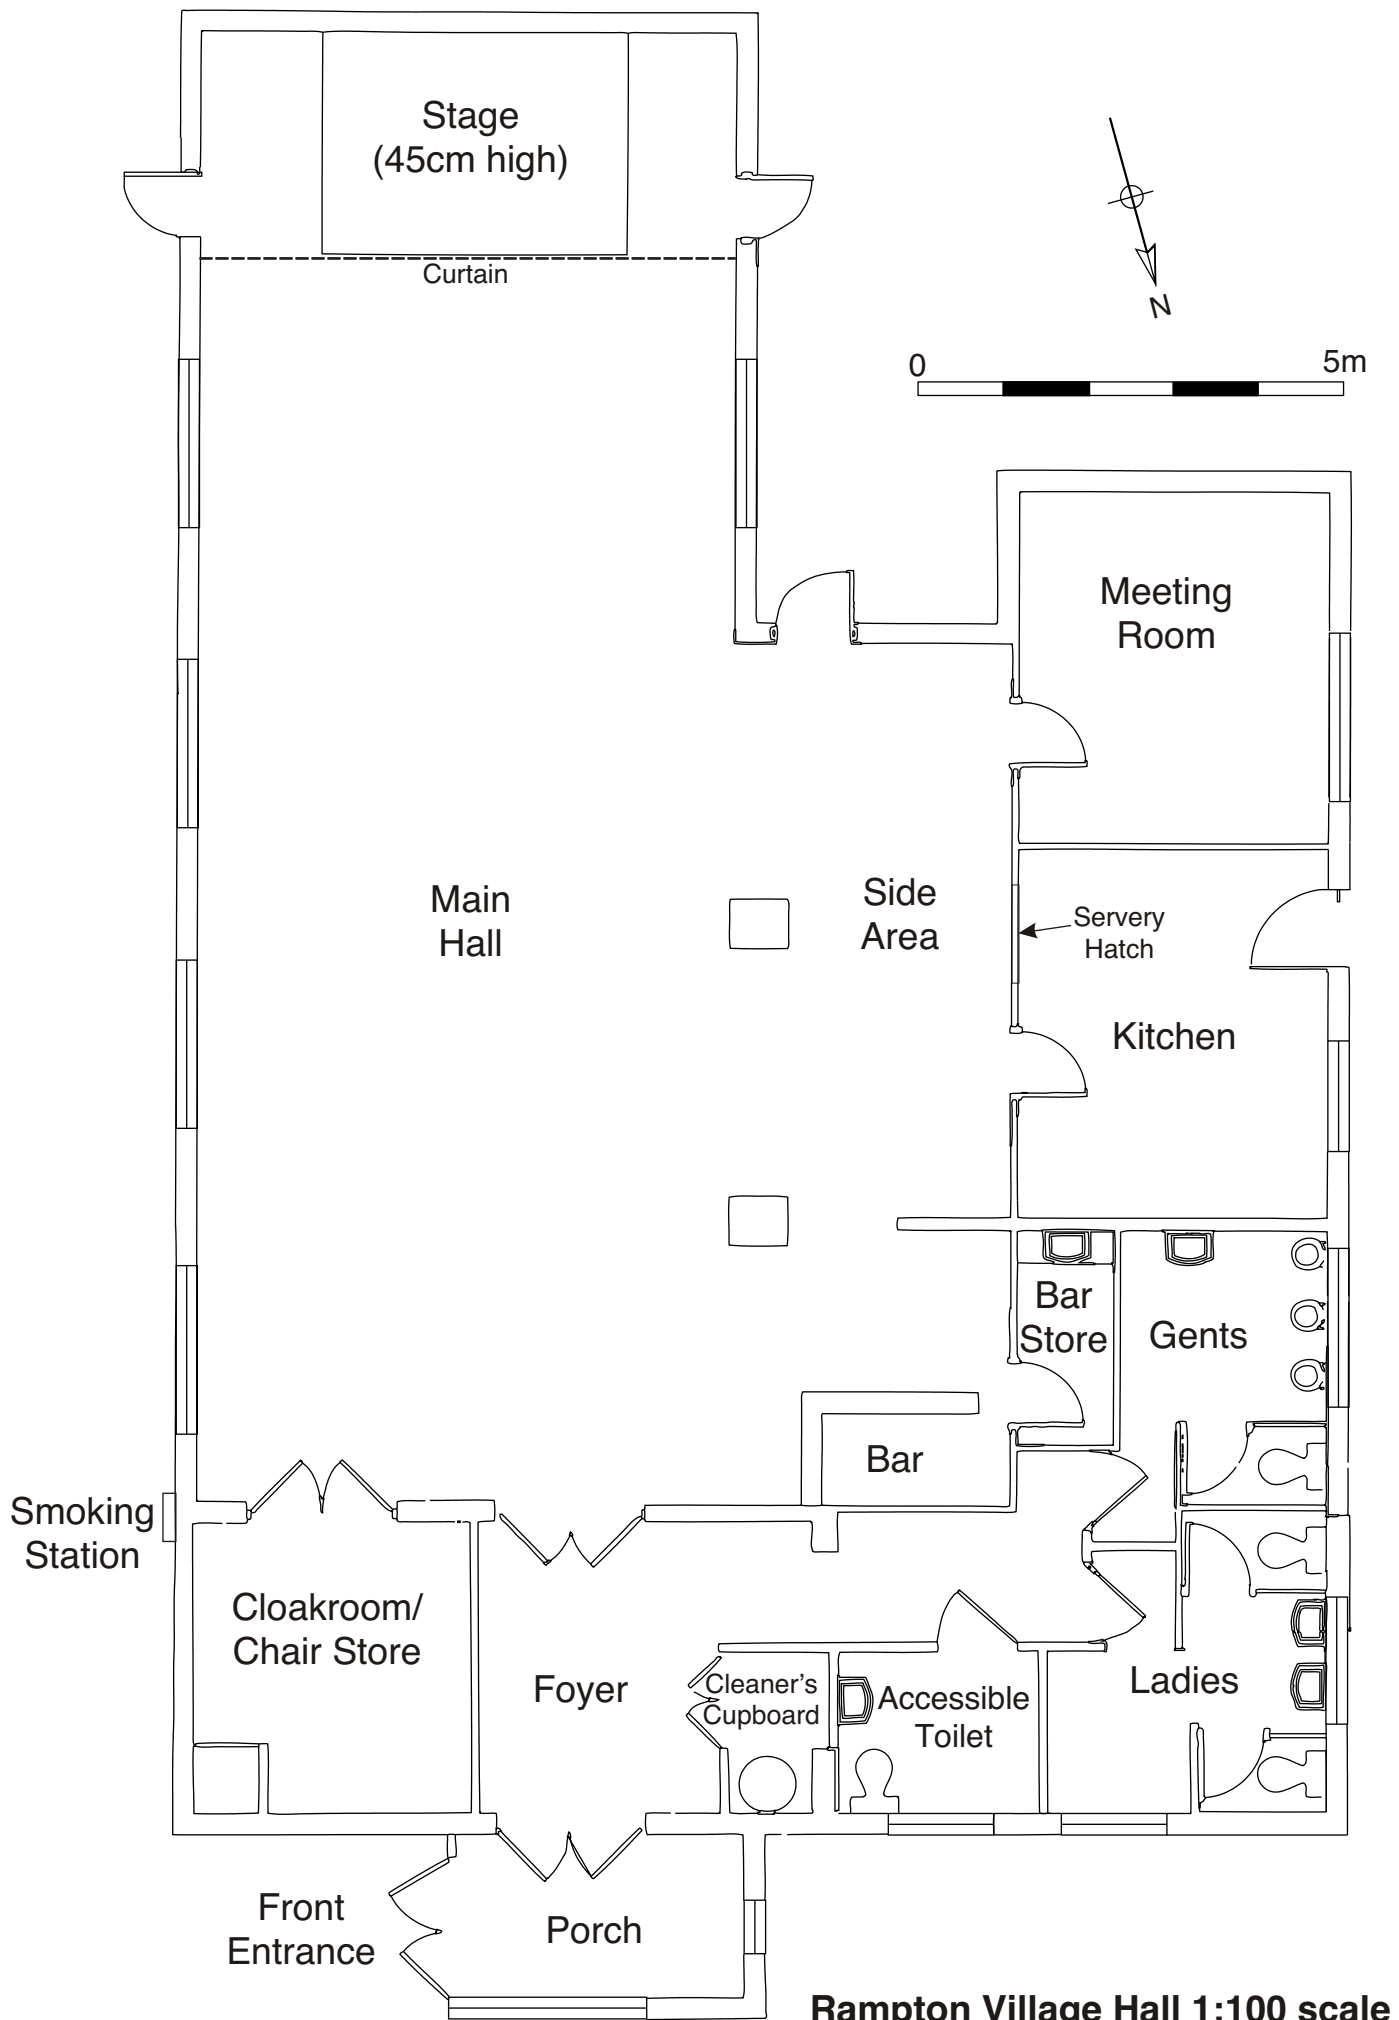 Stage
(45cm high)
Curtain
N
0
5m
Meeting
Room
Main
Hall
Side
Area
Servery
Hatch
Kitchen
Bar
Store
Gents
Bar
Smoking
Station
Cloakroom/
Chair Store
Foyer
Cleaner's
Cupboard
Accessible
Toilet
Ladies
Front
Entrance
Porch
Rampton Village Hall 1:100 scale